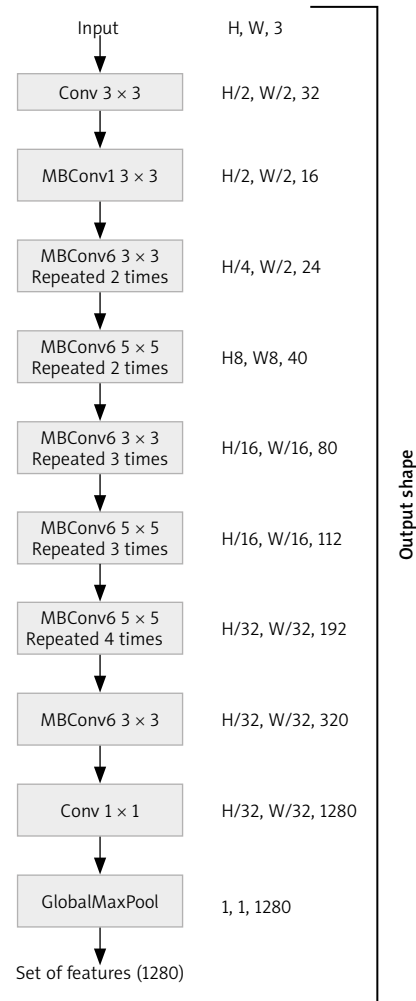 Input H, W, 3
Conv 3 × 3 H/2, W/2, 32
MBConv1 3 × 3 H/2, W/2, 16
MBConv6 3 × 3
Repeated 2 times H/4, W/2, 24
MBConv6 5 × 5
Repeated 2 times H8, W8, 40
MBConv6 3 × 3
Repeated 3 times H/16, W/16, 80
MBConv6 5 × 5
Repeated 3 times H/16, W/16, 112
MBConv6 5 × 5
Repeated 4 times H/32, W/32, 192
MBConv6 3 × 3 H/32, W/32, 320
Conv 1 × 1 H/32, W/32, 1280
GlobalMaxPool 1, 1, 1280
Set of features (1280)
Output shape